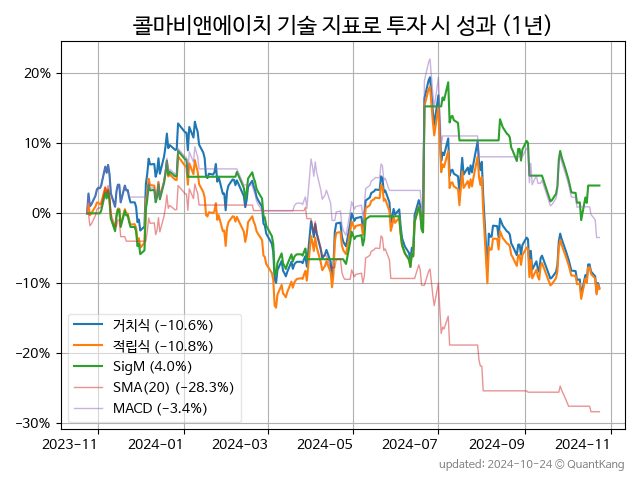 콜마비앤에이치 기술 지표로 투자 시 성과 (1년)
20%
10%
0%
−10%
−20%
−30%
거치식 (−10.6%)
적립식 (−10.8%)
SigM (4.0%)
SMA(20) (−28.3%)
MACD (−3.4%)
2023-11
2024-01
2024-03
2024-05
2024-07
2024-09
2024-11
updated: 2024-10-24 ⓒ QuantKang